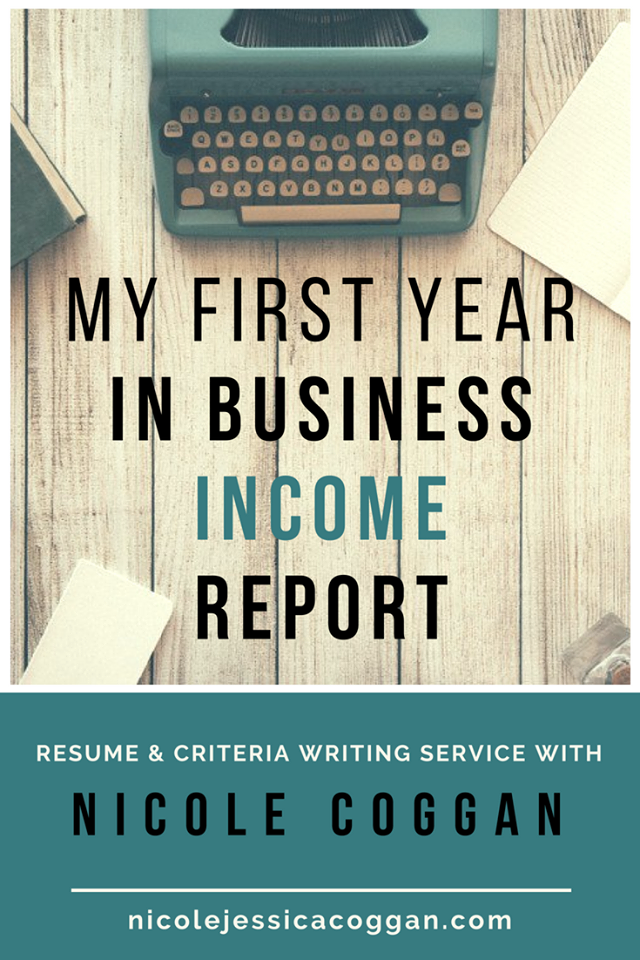 Q W E R T Y U I O P
A S D F G H J K L
Z X C V B N M
MY FIRST YEAR
IN BUSINESS
INCOME
REPORT
RESUME & CRITERIA WRITING SERVICE WITH
NICOLE COGGAN
nicolejessicacoggan.com